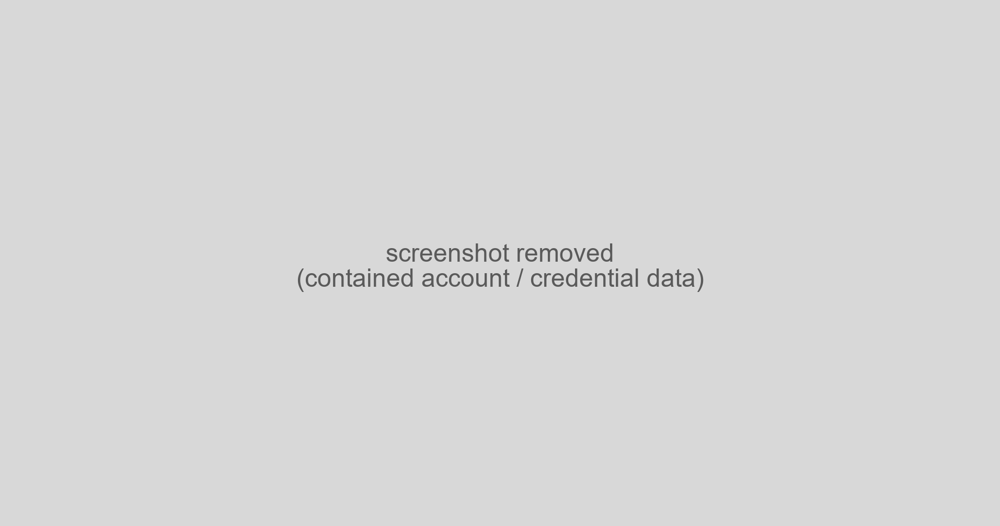 screenshot removed
(contained account / credential data)